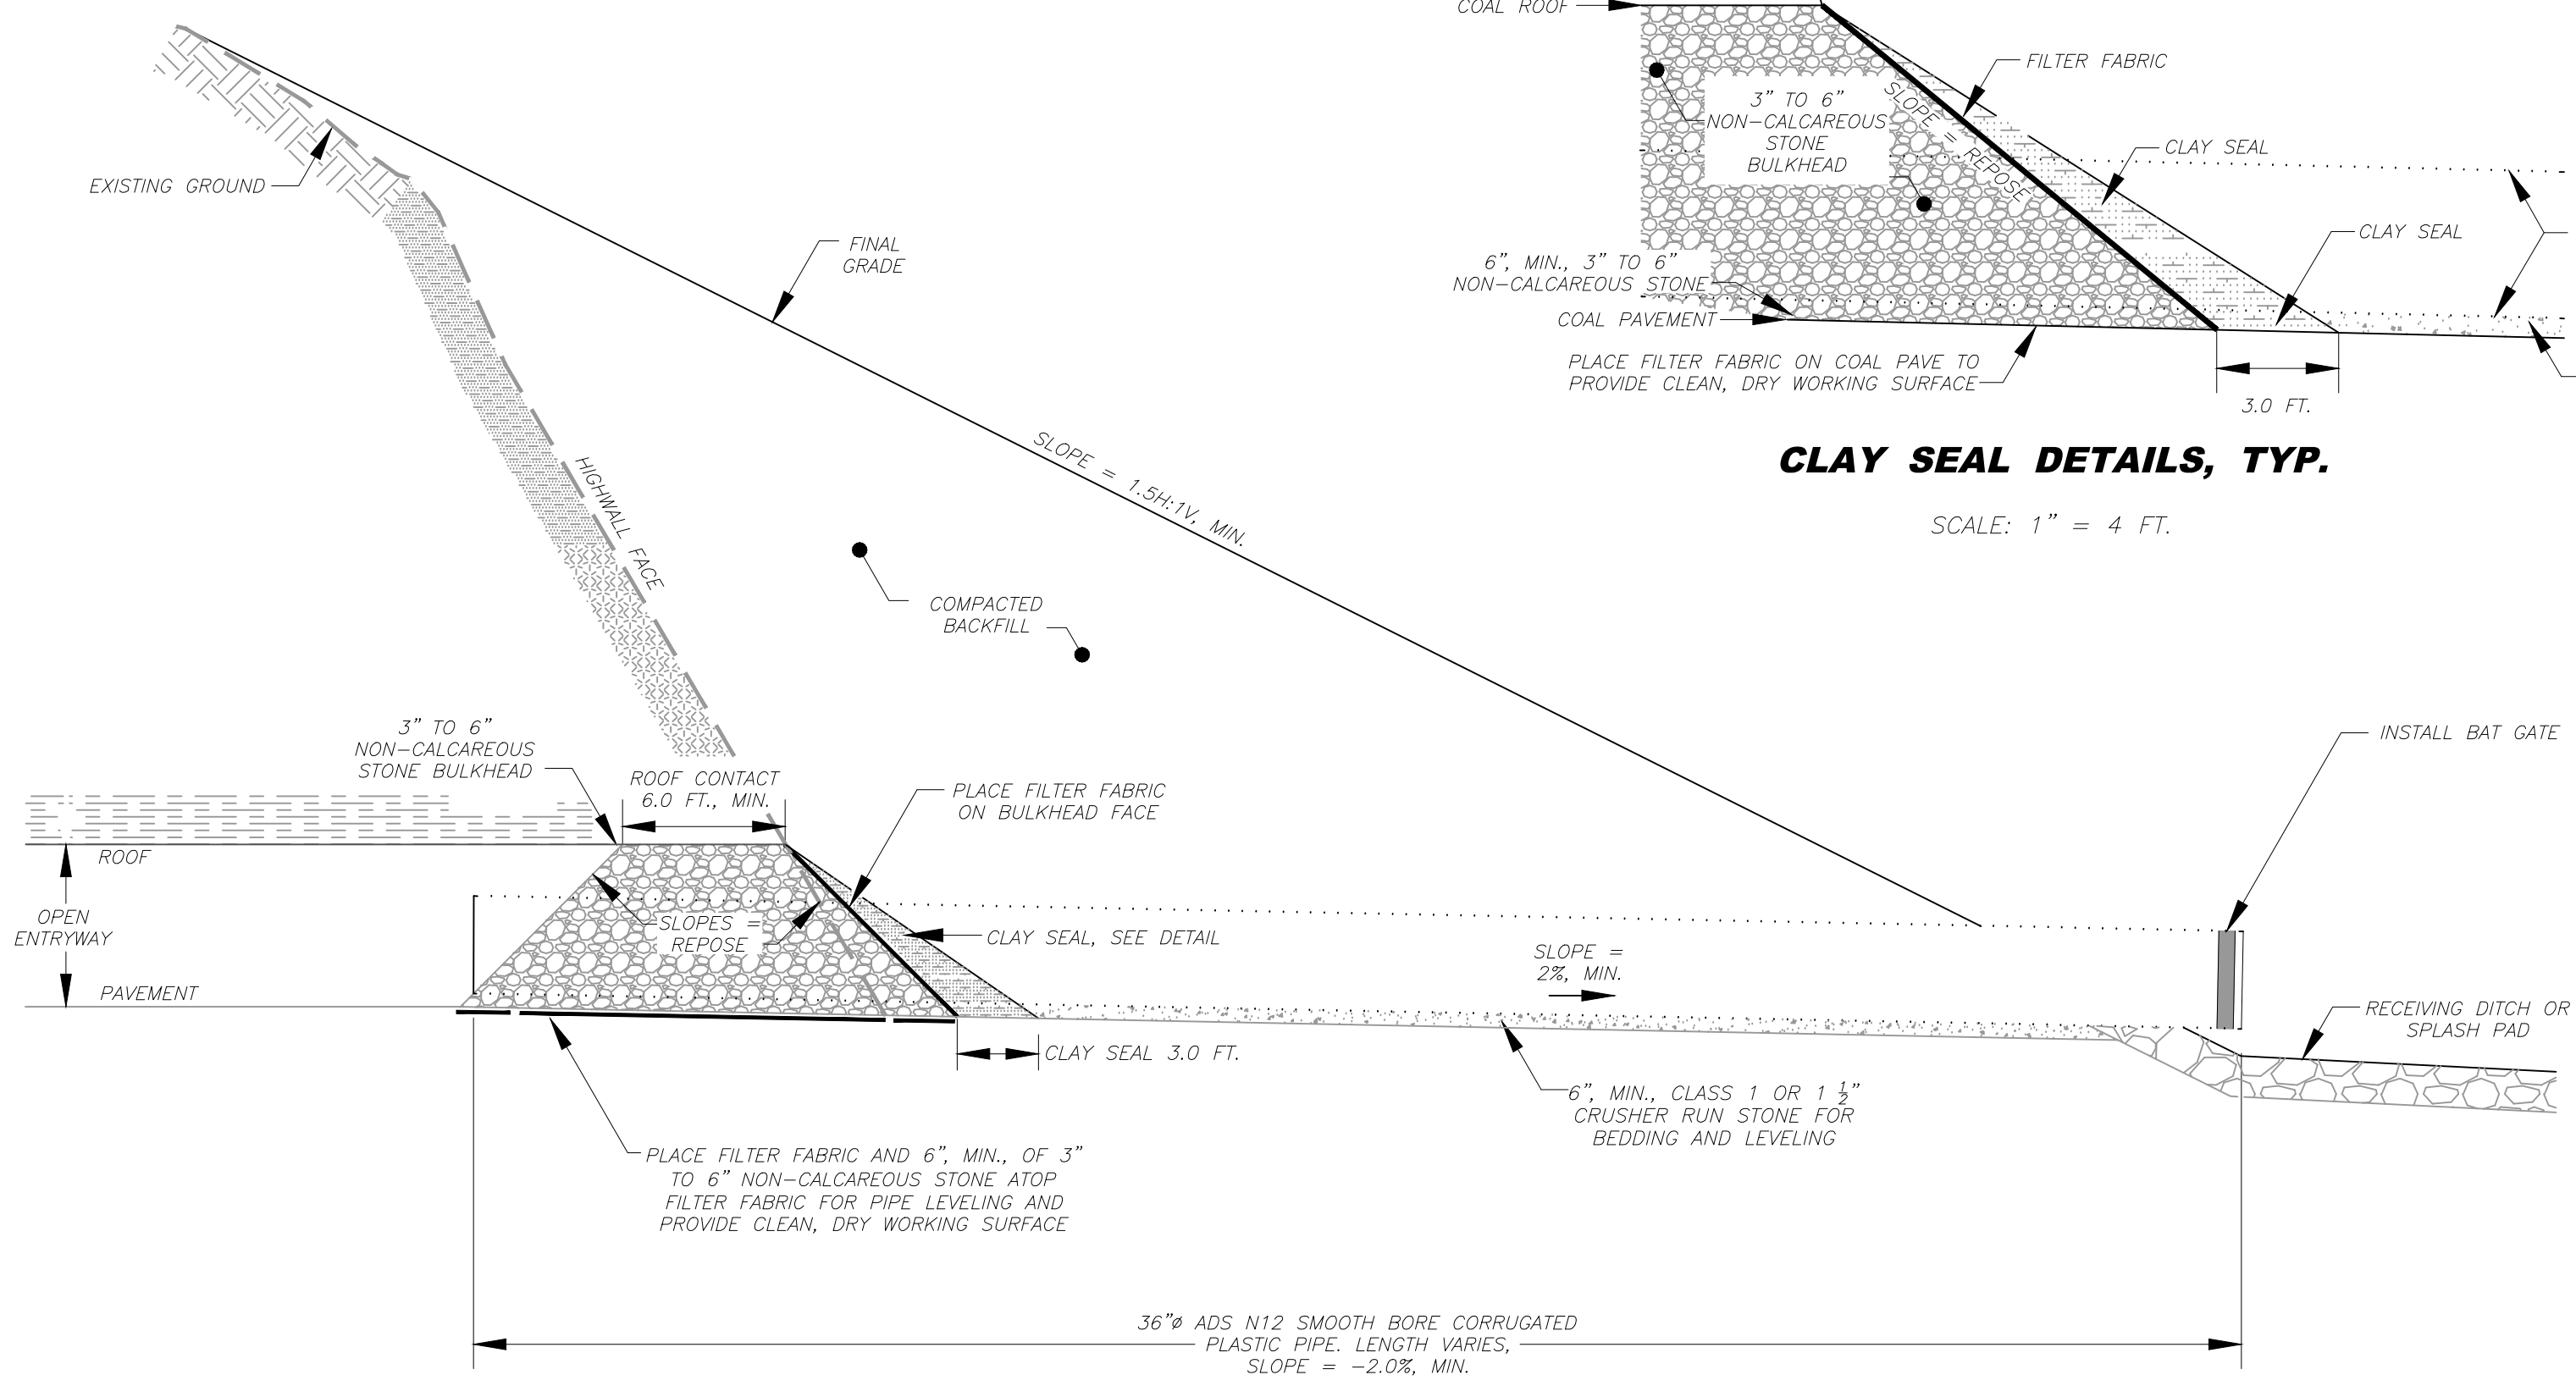 COAL ROOF
FILTER FABRIC
3" TO 6"
NON-CALCAREOUS
STONE
BULKHEAD
SLOPE = REPOSE
CLAY SEAL
CLAY SEAL
6", MIN., 3" TO 6"
NON-CALCAREOUS STONE
COAL PAVEMENT
PLACE FILTER FABRIC ON COAL PAVE TO
PROVIDE CLEAN, DRY WORKING SURFACE
3.0 FT.
CLAY SEAL DETAILS, TYP.
SCALE: 1" = 4 FT.
EXISTING GROUND
FINAL
GRADE
SLOPE = 1.5H:1V, MIN.
HIGHWALL FACE
COMPACTED
BACKFILL
3" TO 6"
NON-CALCAREOUS
STONE BULKHEAD
ROOF CONTACT
6.0 FT., MIN.
PLACE FILTER FABRIC
ON BULKHEAD FACE
INSTALL BAT GATE
ROOF
OPEN
ENTRYWAY
PAVEMENT
SLOPES =
REPOSE
CLAY SEAL, SEE DETAIL
SLOPE =
2%, MIN.
RECEIVING DITCH OR
SPLASH PAD
CLAY SEAL 3.0 FT.
6", MIN., CLASS 1 OR 1 1/2"
CRUSHER RUN STONE FOR
BEDDING AND LEVELING
PLACE FILTER FABRIC AND 6", MIN., OF 3"
TO 6" NON-CALCAREOUS STONE ATOP
FILTER FABRIC FOR PIPE LEVELING AND
PROVIDE CLEAN, DRY WORKING SURFACE
36"ø ADS N12 SMOOTH BORE CORRUGATED
PLASTIC PIPE. LENGTH VARIES,
SLOPE = -2.0%, MIN.